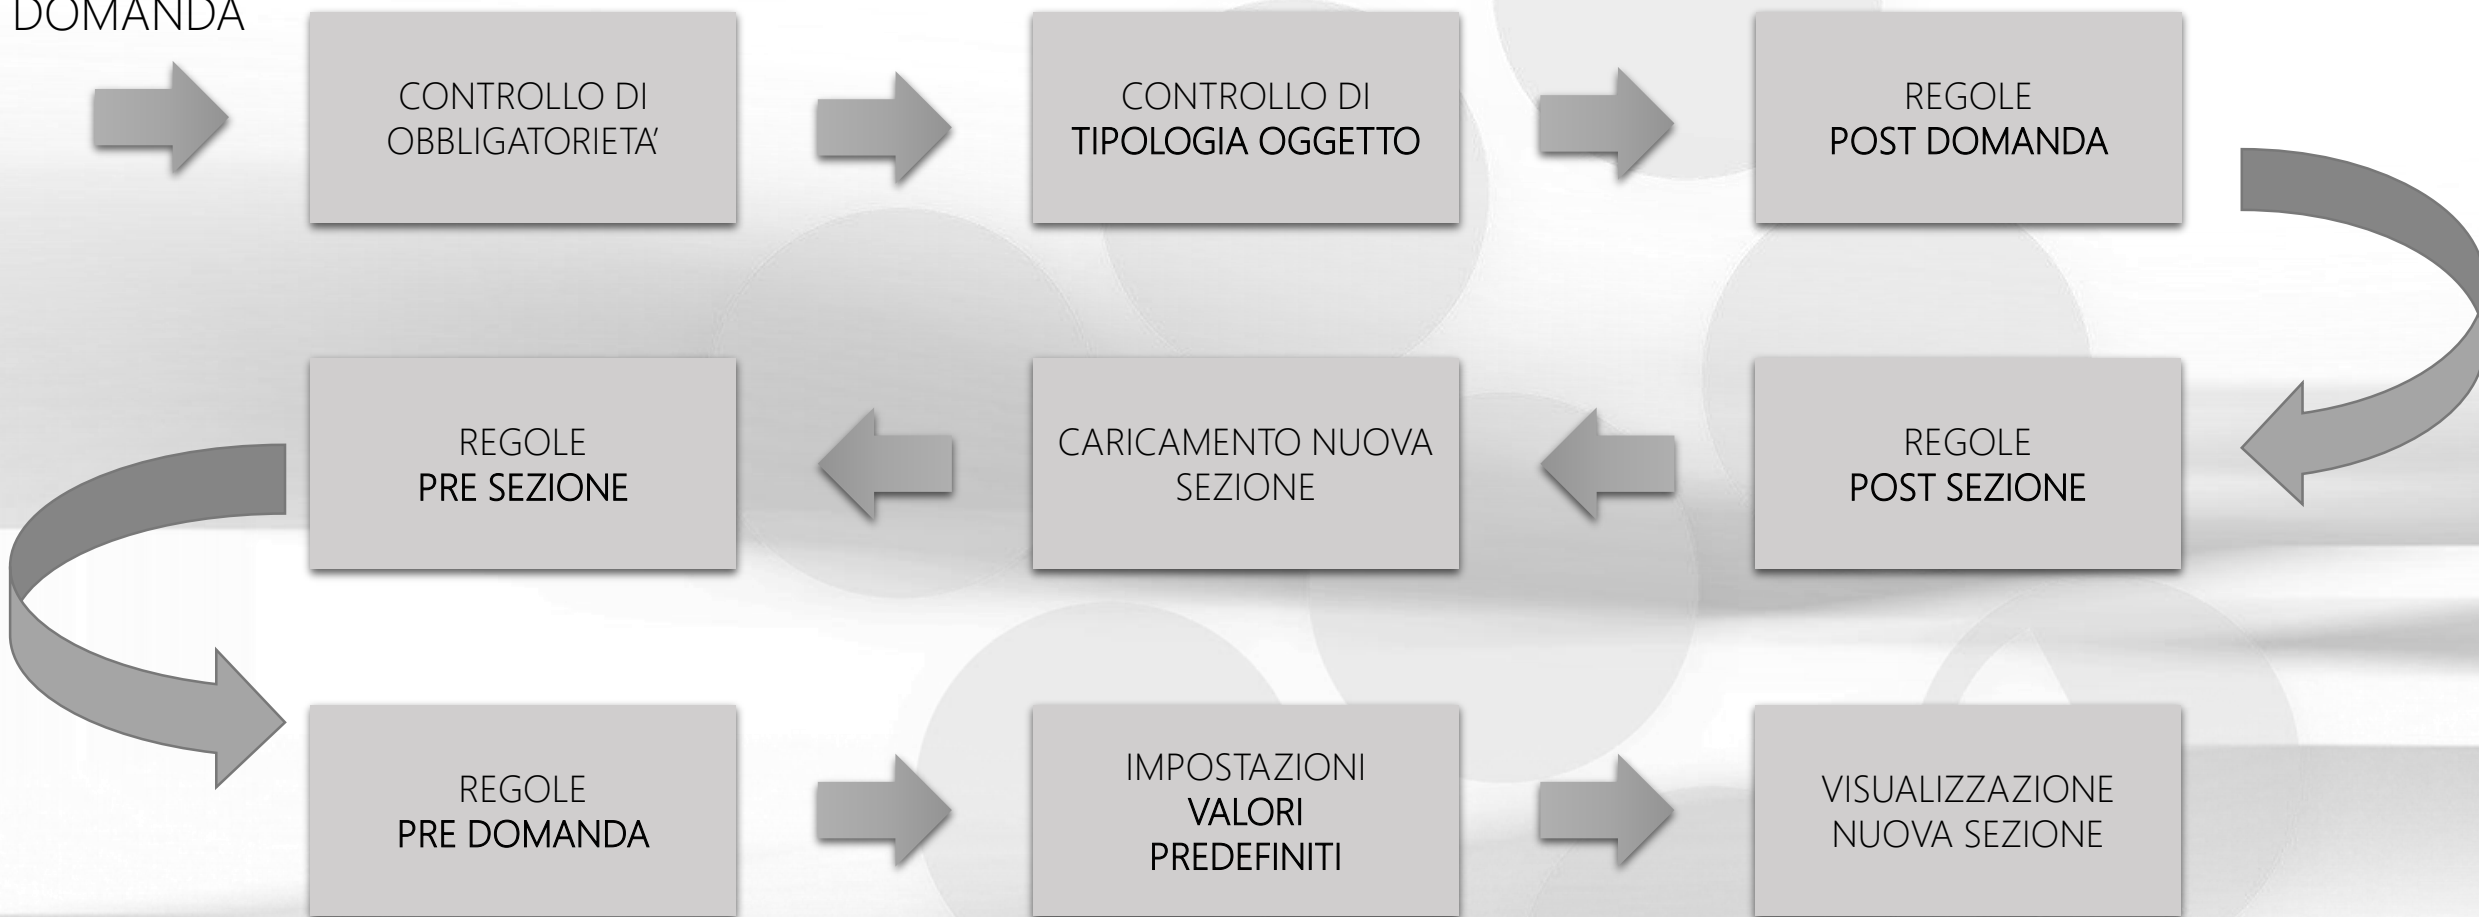 DOMANDA
CONTROLLO DI
OBBLIGATORIETA'
CONTROLLO DI
TIPOLOGIA OGGETTO
REGOLE
POST DOMANDA
REGOLE
POST SEZIONE
CARICAMENTO NUOVA
SEZIONE
REGOLE
PRE SEZIONE
REGOLE
PRE DOMANDA
IMPOSTAZIONI
VALORI
PREDEFINITI
VISUALIZZAZIONE
NUOVA SEZIONE